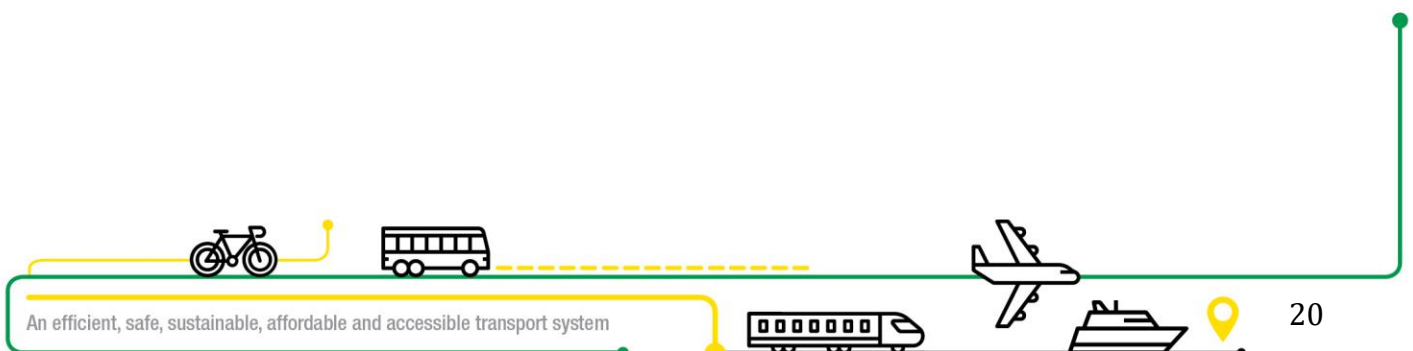 An efficient, safe, sustainable, affordable and accessible transport system
20